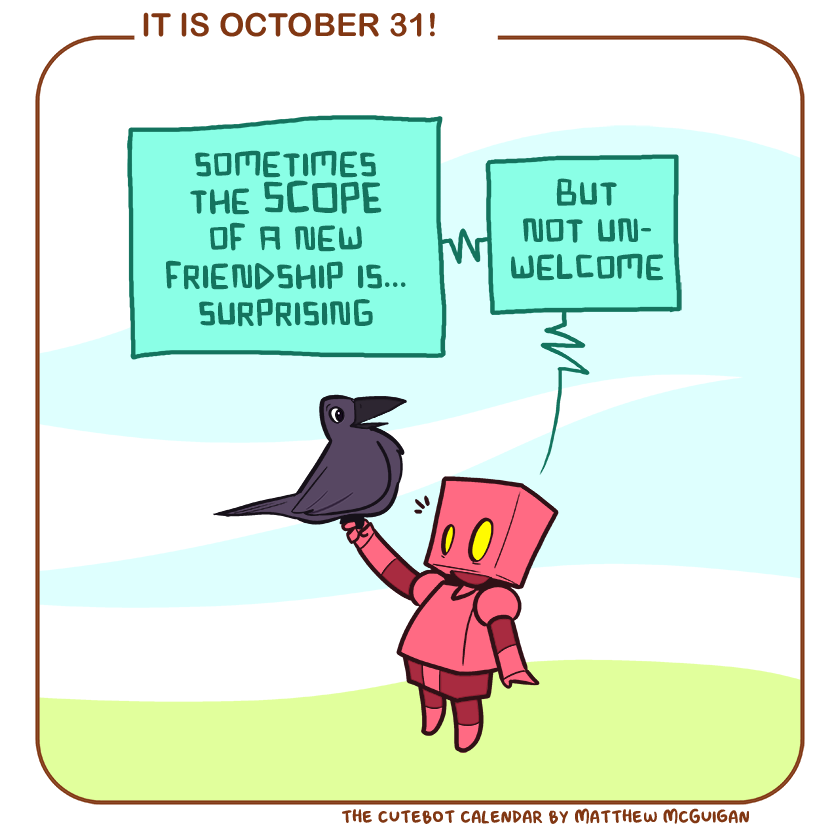 IT IS OCTOBER 31!
SOMETIMES
THE SCOPE
OF A NEW
FRIENDSHIP IS...
SURPRISING
BUT
NOT UN-
WELCOME
THE CUTEBOT CALENDAR BY MATTHEW MCGUIGAN